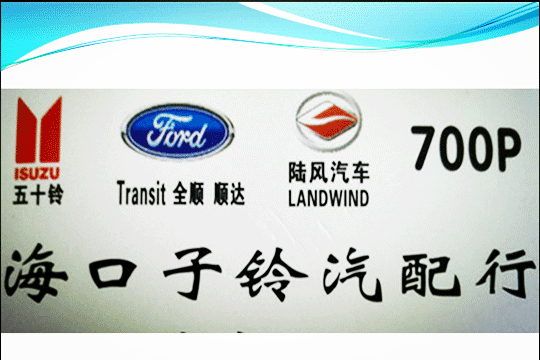 ISUZU
五十铃
Ford
Transit 全顺 顺达
陆风汽车
LANDWIND
700P
海口子铃汽配行